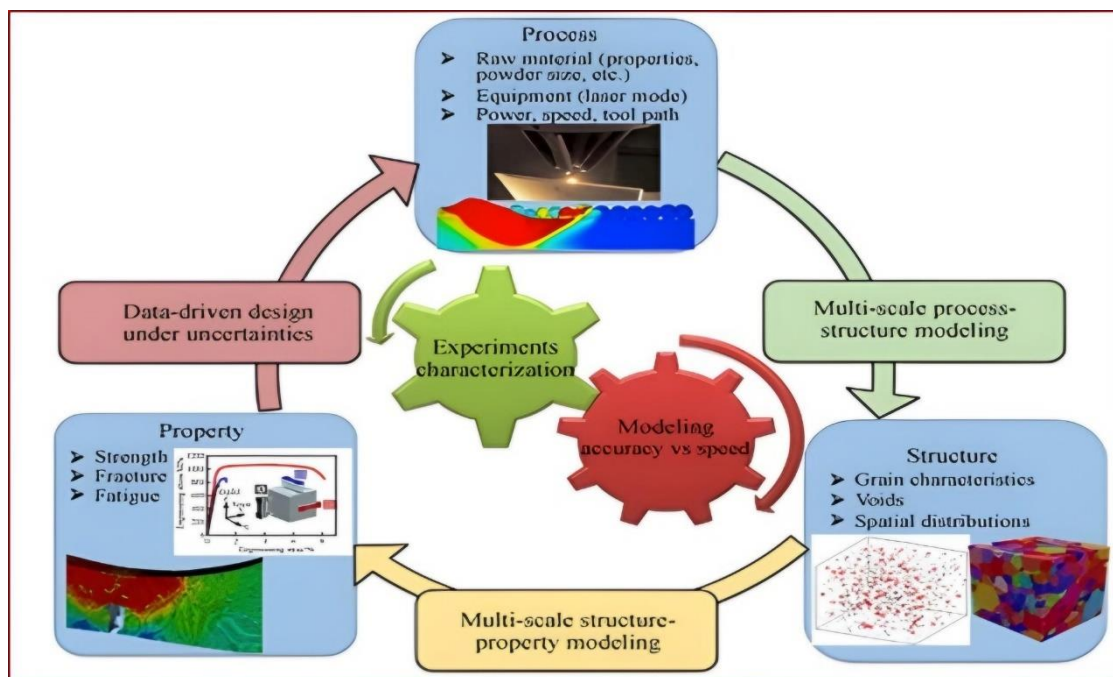 Process
➤ Raw material (properties,
powder size, etc.)
➤ Equipment (laser mode)
➤ Power, speed, tool path
Data-driven design
under uncertainties
Multi-scale process-
structure modeling
Experiments
characterization
Modeling
accuracy vs speed
Property
➤ Strength
➤ Fracture
➤ Fatigue
Structure
➤ Grain characteristics
➤ Voids
➤ Spatial distributions
Multi-scale structure-
property modeling